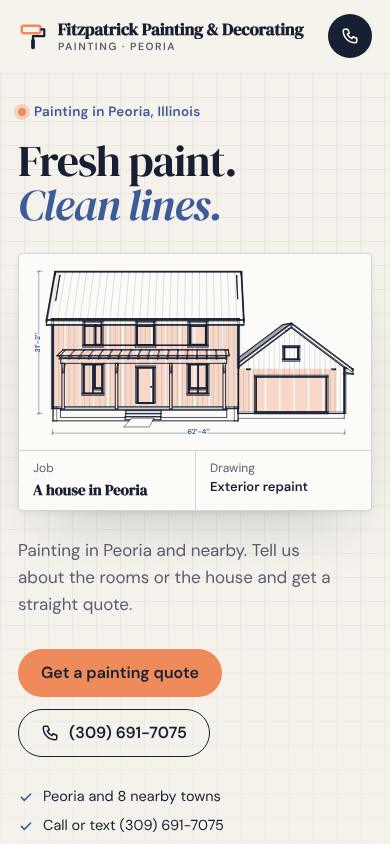 Fitzpatrick Painting & Decorating
PAINTING · PEORIA
Painting in Peoria, Illinois
Fresh paint.
Clean lines.
31'-2"
62'-4"
Job
A house in Peoria
Drawing
Exterior repaint
Painting in Peoria and nearby. Tell us
about the rooms or the house and get a
straight quote.
Get a painting quote
(309) 691-7075
Peoria and 8 nearby towns
Call or text (309) 691-7075